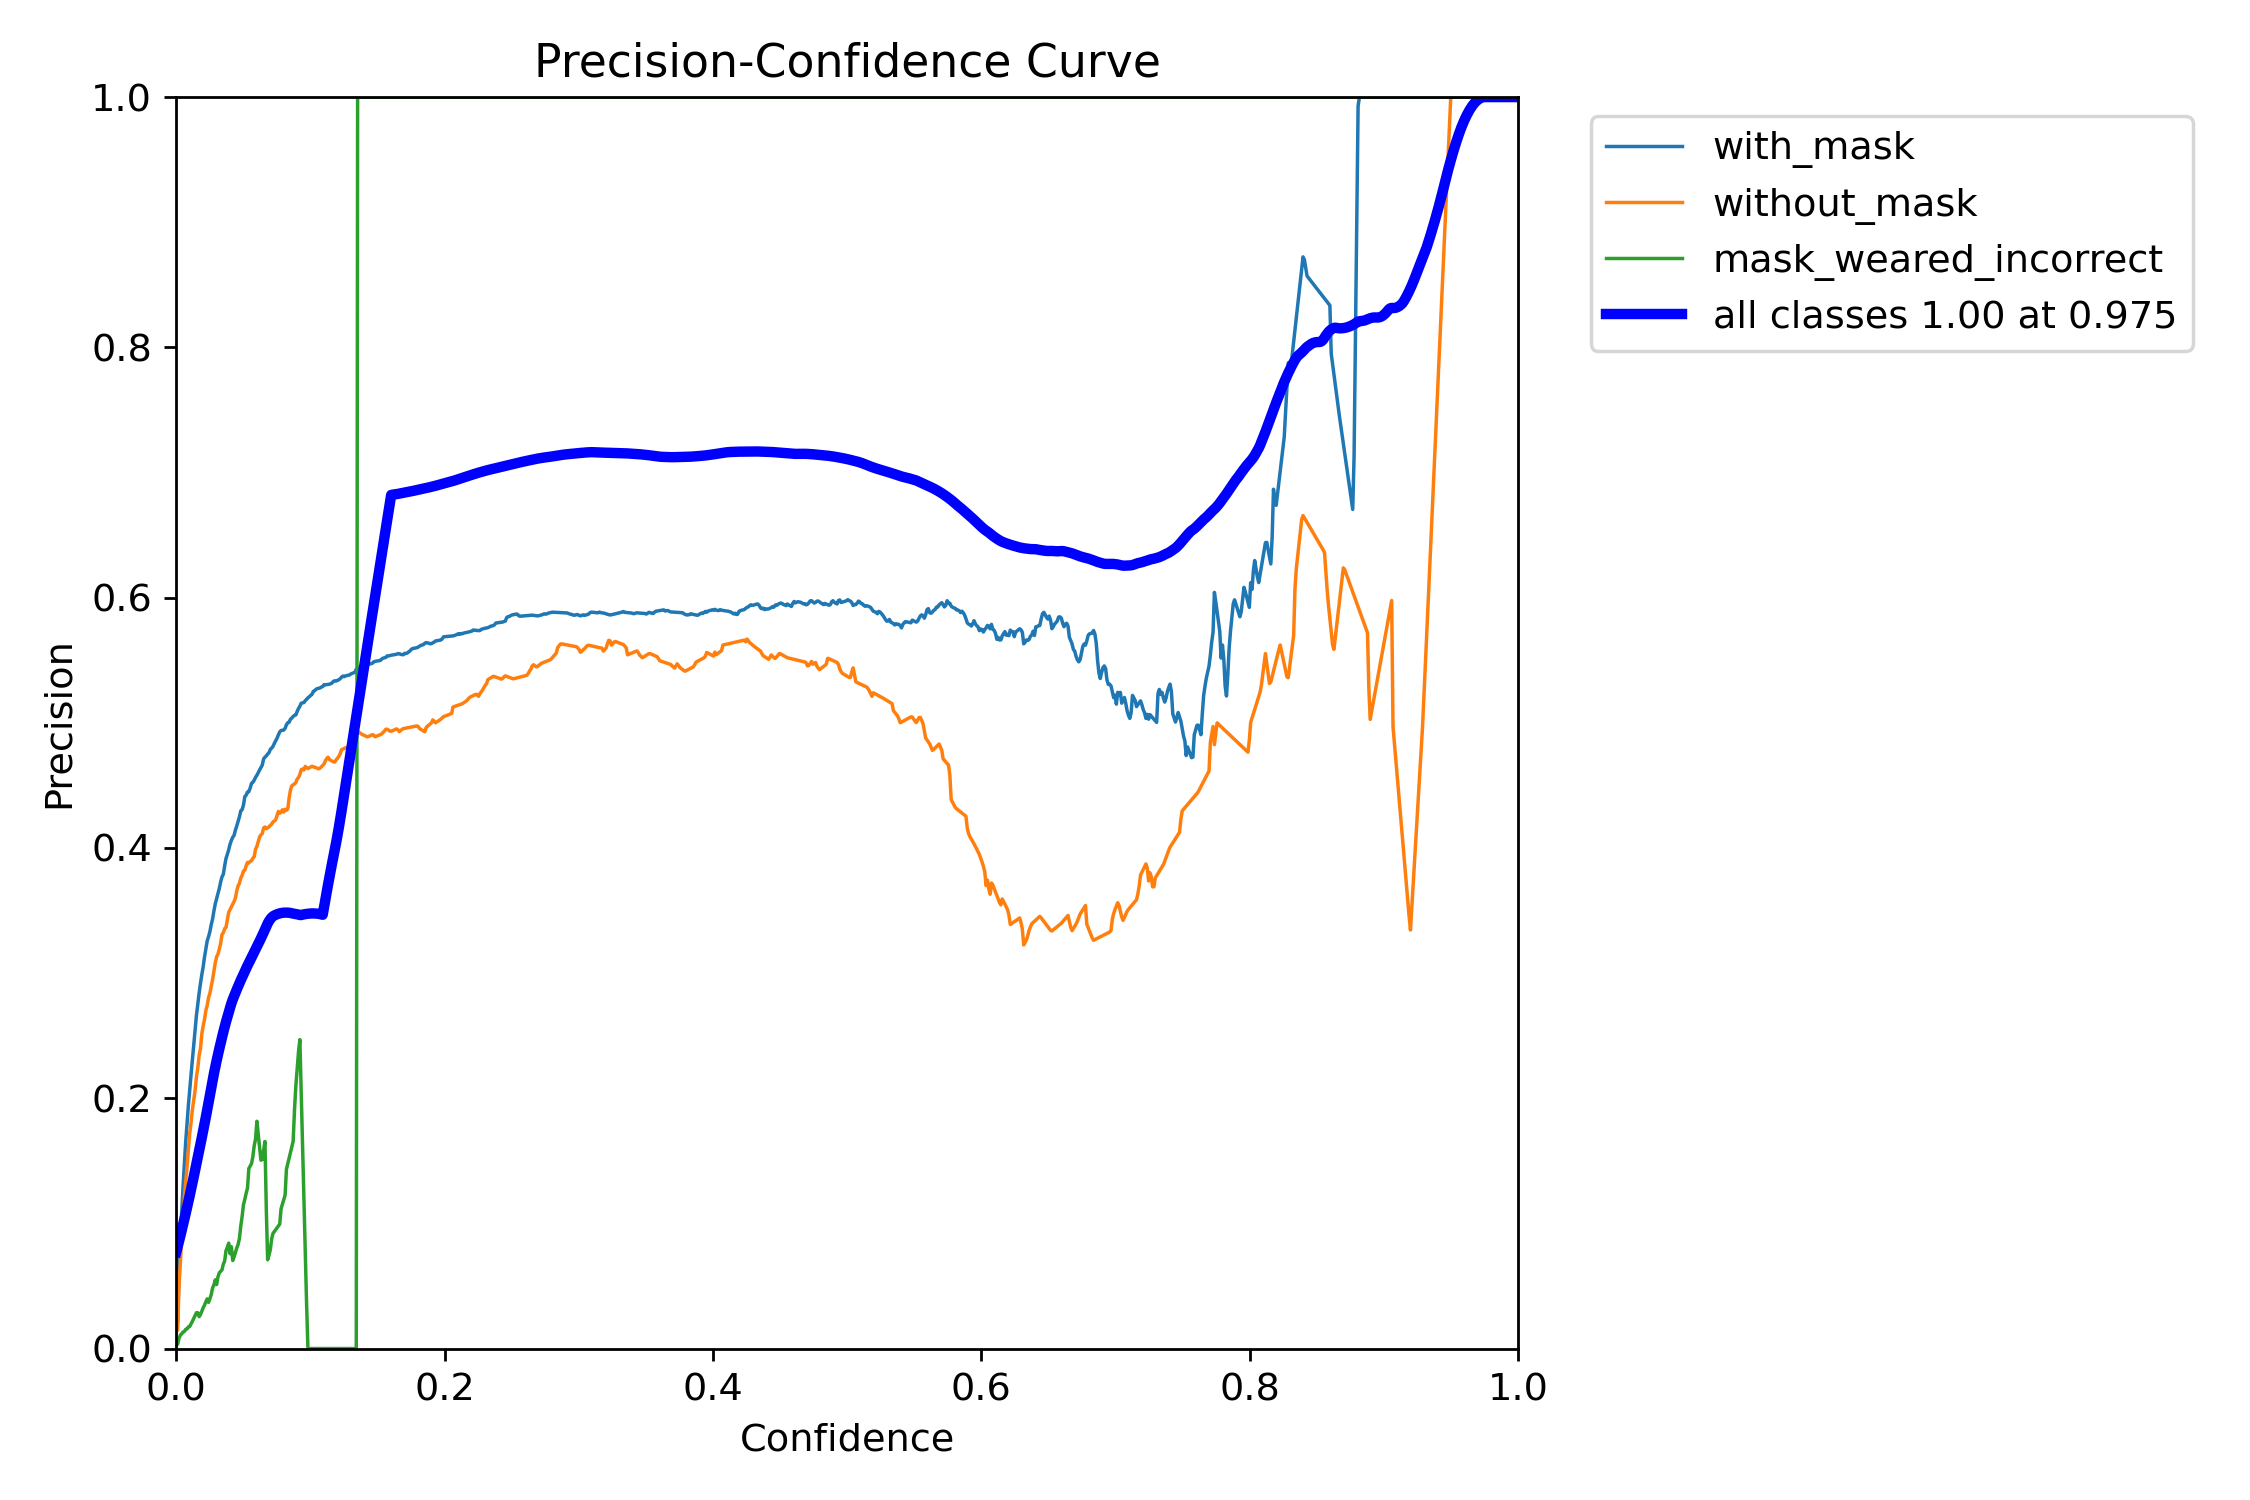 Precision-Confidence Curve
1.0
0.8
0.6
0.4
0.2
0.0
Precision
0.0 0.2 0.4 0.6 0.8 1.0
Confidence
with_mask
without_mask
mask_weared_incorrect
all classes 1.00 at 0.975